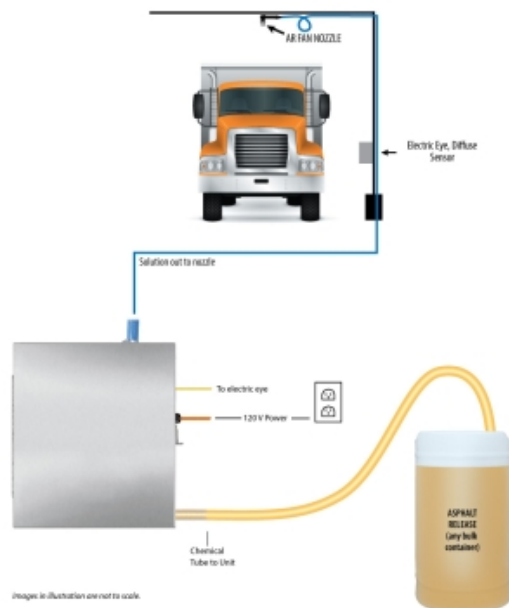 AR FAN NOZZLE
Electric Eye, Diffuse
Sensor
Solution out to nozzle
To electric eye
120 V Power
ASPHALT
RELEASE
(any bulk
container)
Chemical
Tube to Unit
Images in illustration are not to scale.